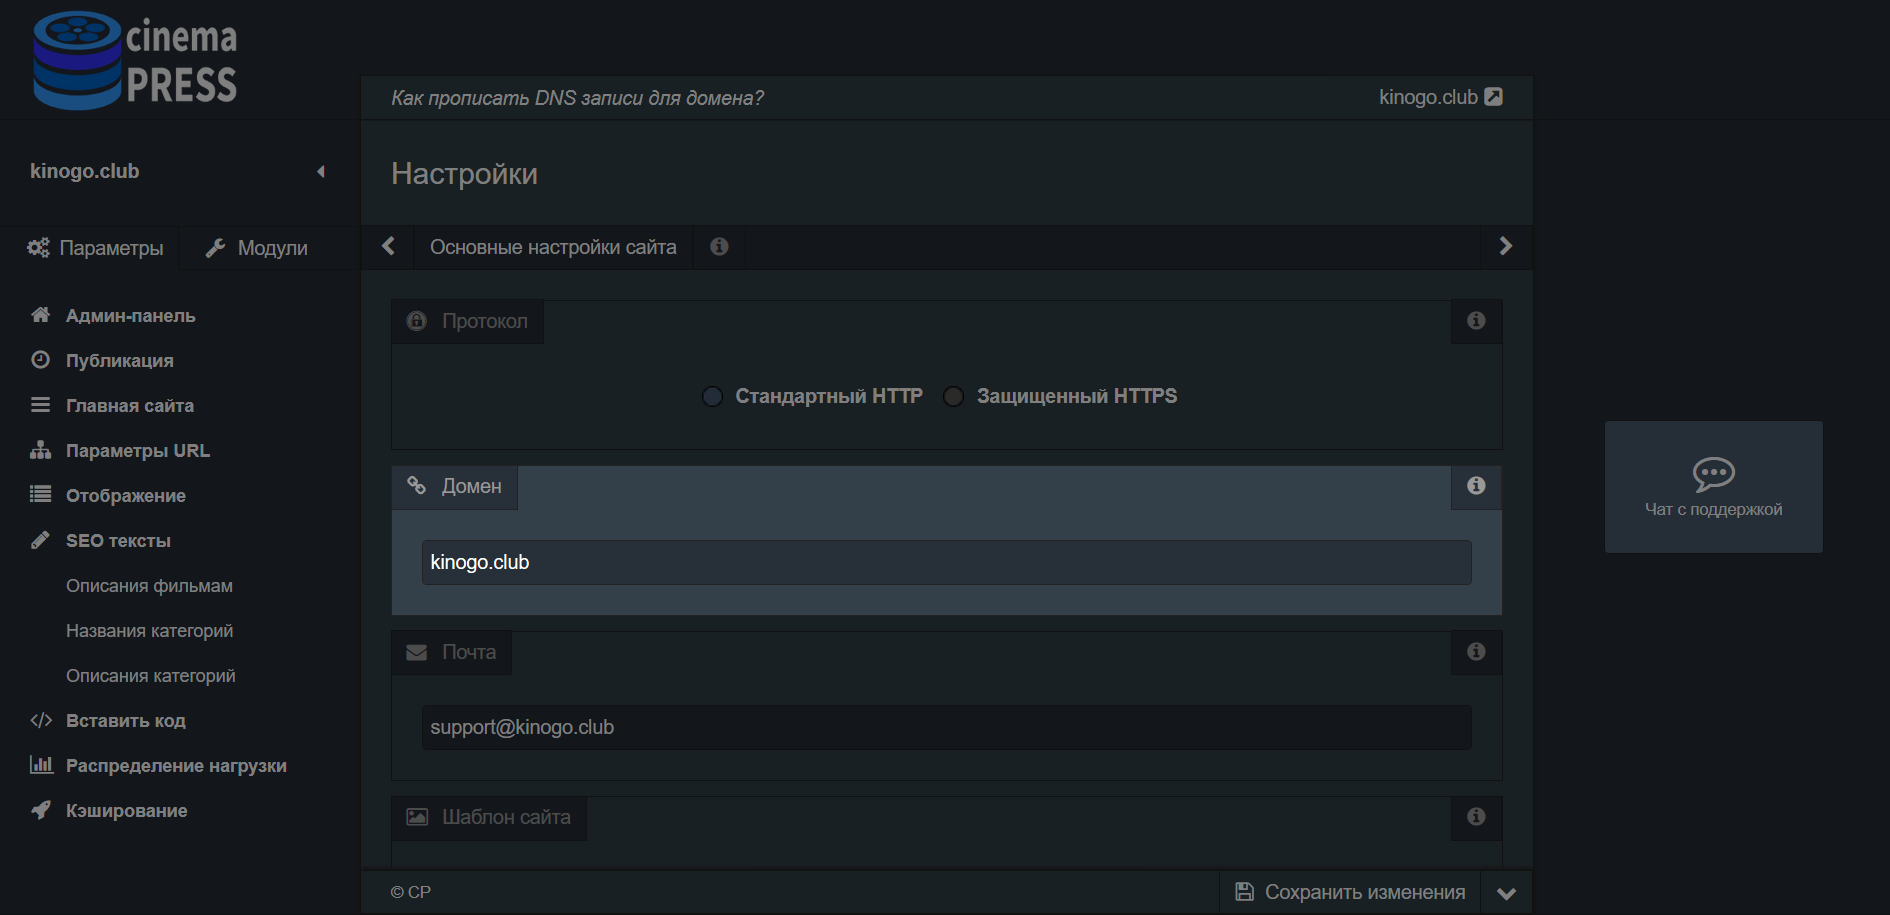 cinema
PRESS
Как прописать DNS записи для домена?
kinogo.club
kinogo.club
Настройки
Параметры
Модули
Основные настройки сайта
Админ-панель
Публикация
Главная сайта
Параметры URL
Отображение
SEO тексты
Описания фильмам
Названия категорий
Описания категорий
Вставить код
Распределение нагрузки
Кэширование
Протокол
Стандартный HTTP
Защищенный HTTPS
Домен
kinogo.club
Почта
support@kinogo.club
Шаблон сайта
Чат с поддержкой
© CP
Сохранить изменения